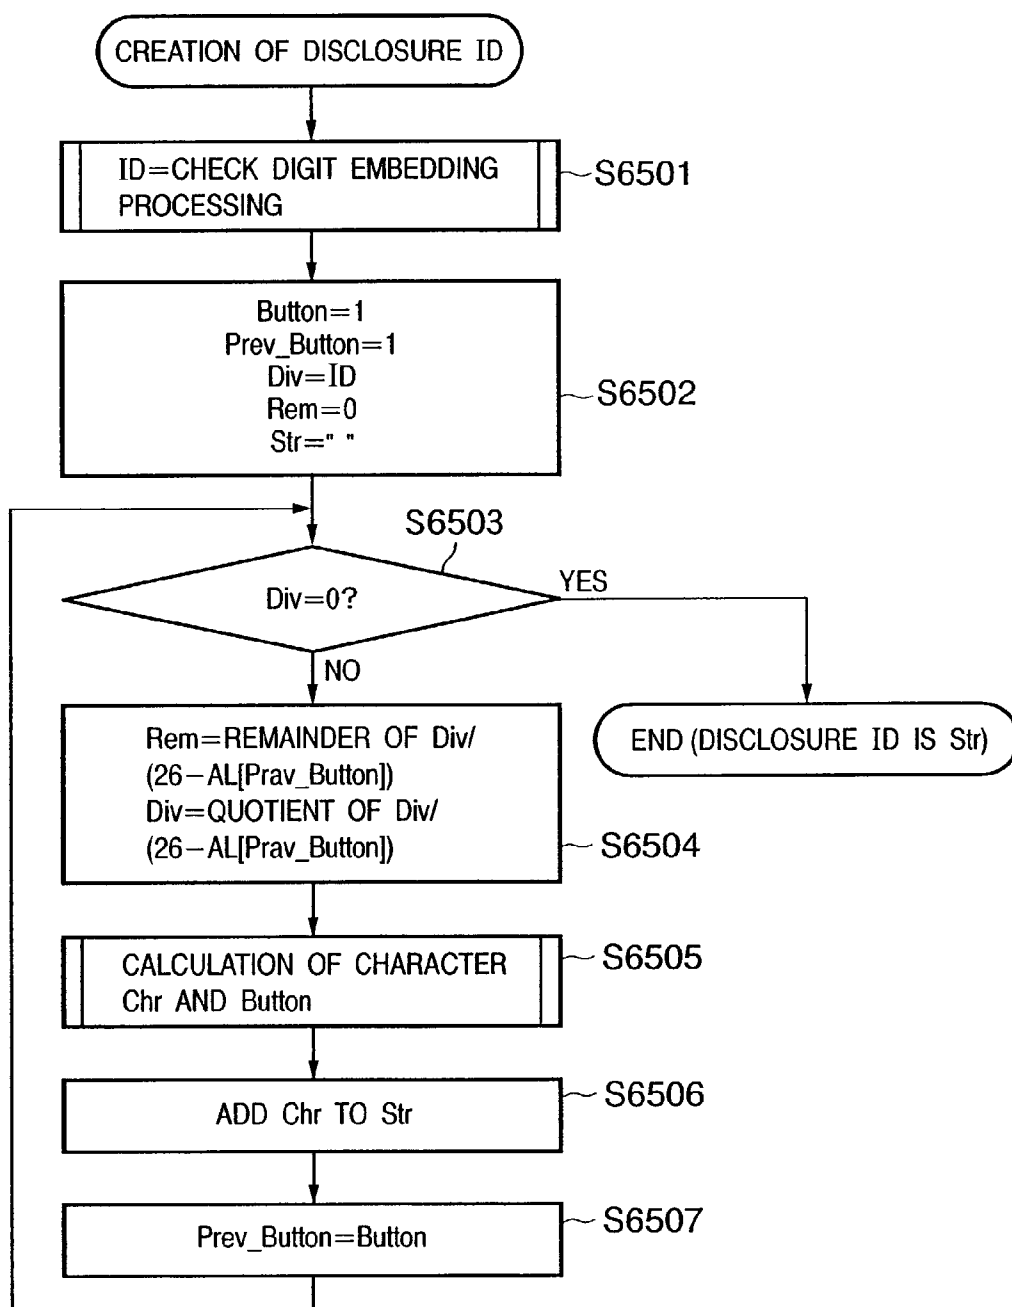 CREATION OF DISCLOSURE ID
ID=CHECK DIGIT EMBEDDING
PROCESSING
S6501
Button=1
Prev_Button=1
Div=ID
Rem=0
Str=" "
S6502
S6503
Div=0?
YES
NO
Rem=REMAINDER OF Div/
(26-AL[Prav_Button])
Div=QUOTIENT OF Div/
(26-AL[Prav_Button])
S6504
END (DISCLOSURE ID IS Str)
CALCULATION OF CHARACTER
Chr AND Button
S6505
ADD Chr TO Str
S6506
Prev_Button=Button
S6507